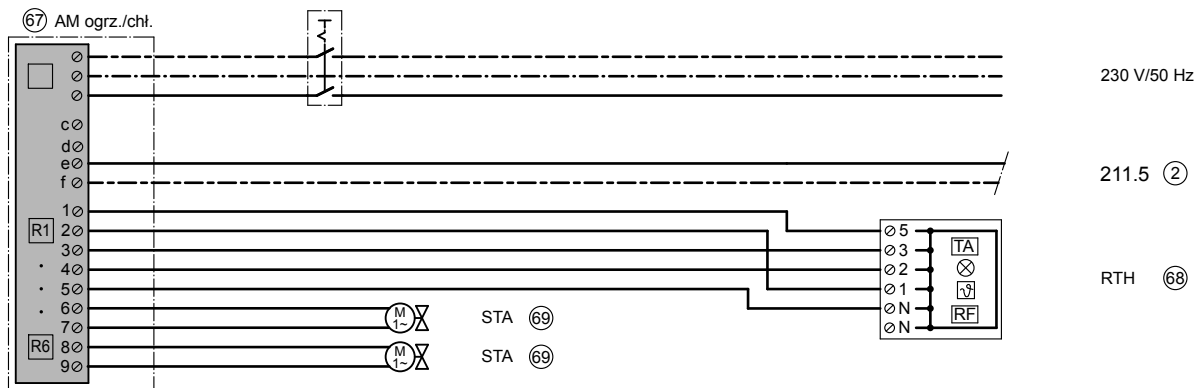 67 AM ogrz./chł.
230 V/50 Hz
c
d
e
f
211.5 2
1
R1 2
3
4
5
6
7
R6 8
9
M 1~ STA 69
M 1~ STA 69
5
3 TA
2
1 ϑ
N RF
N
RTH 68